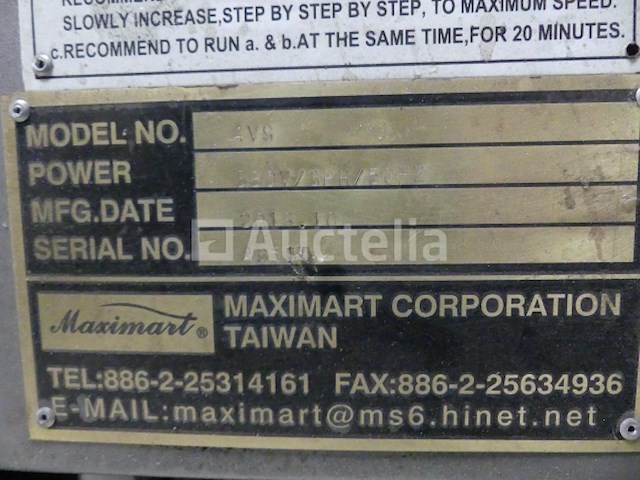 SLOWLY INCREASE,STEP BY STEP BY STEP, TO MAXIMUM SPEED.
c.RECOMMEND TO RUN a. & b.AT THE SAME TIME,FOR 20 MINUTES.
MODEL NO. 4VS
POWER
MFG.DATE
SERIAL NO.
Auctelia
Maximart®
MAXIMART CORPORATION
TAIWAN
TEL:886-2-25314161 FAX:886-2-25634936
E-MAIL:maximart@ms6.hinet.net